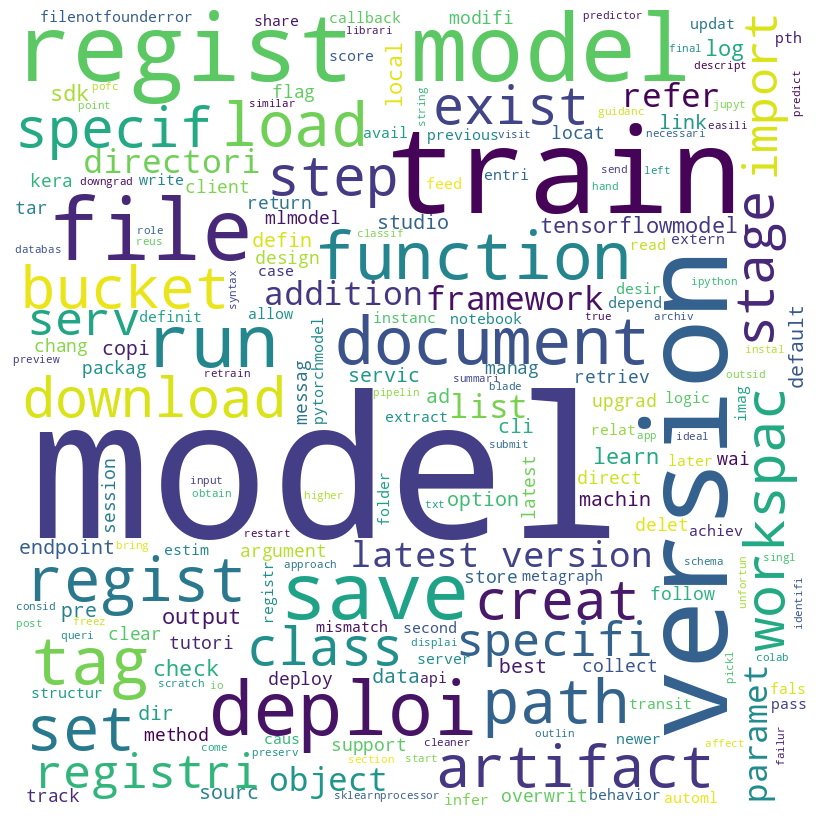 filenotfounderror share callback modifi predictor updat pth
librari
regist model score final log descript
sdk pofc flag local import predict
point similar string guidanc jupyt
specif load exist refer
avail previous visit locat link necessari easili
directori step train
kera downgrad write client feed entri send left hand
tar role return mlmodel studio tensorflowmodel
databas reus file defin design classif function read extern stage
syntax case desir ipython
bucket addition framework depend true archiv
serv definit allow instanc notebook document default
preview chang copi run retrain messag pytorchmodel servic manag retriev version instal
packag summari blade imag logic outsid
download pipelin ad list upgrad
extract cli relat app ideal workspac
submit learn later wai
model input obtain higher folder txt option latest direct machin
session restart delet achiev
endpoint bring estim argument approach latest version schema singl
regist registr save store metagraph creat follow unfortun identifi
consid pre output mismatch second specifi collect
post freez clear displai best
queri tutori class server data api pickl colab
tag check deploy path transit paramet fals
structur scratch io deploi pass
set dir method caus support cleaner outlin newer affect
come preserv section start artifact failur
registri object infer overwrit behavior automl
track sourc sklearnprocessor